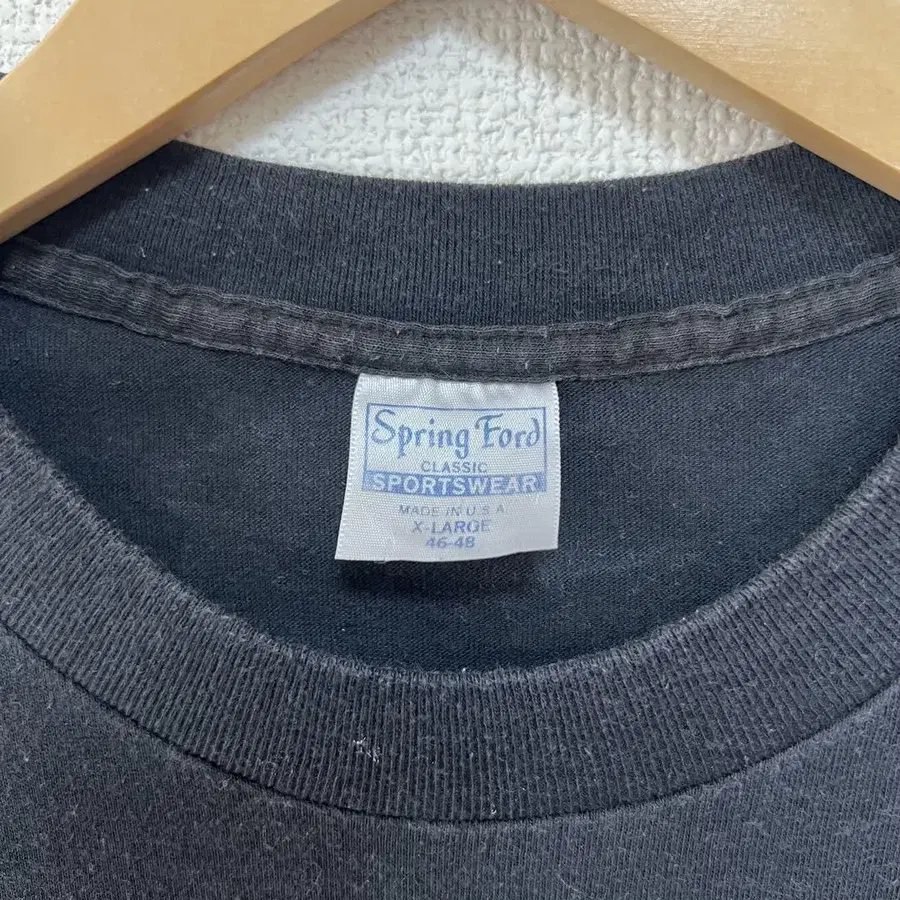 Spring Ford
CLASSIC
SPORTSWEAR
MADE IN U.S.A.
X-LARGE
46-48